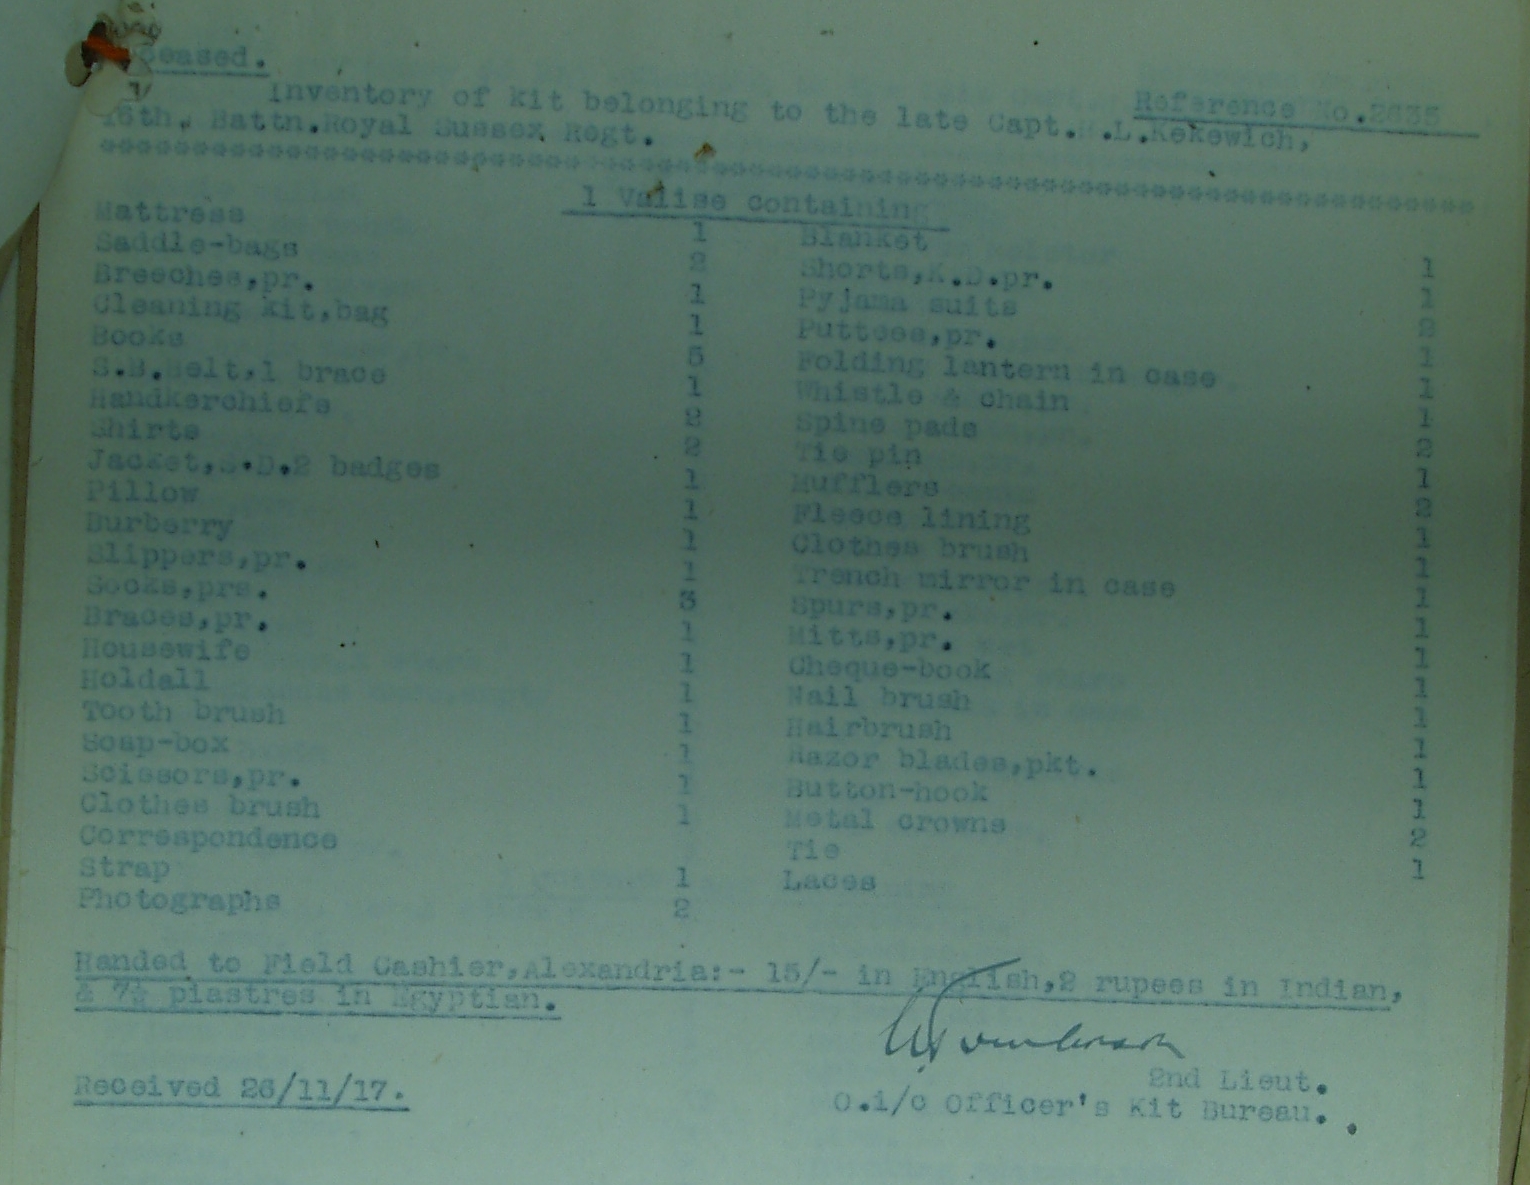 Deceased.
Reference No.2635
Inventory of kit belonging to the late Capt.H.L.Kekewich,
16th. Battn.Royal Sussex Regt.
1 Valise containing
Mattress 1 Blanket 1
Saddle-bags 2 Shorts,K.D.pr. 1
Breeches,pr. 1 Pyjama suits 2
Cleaning kit,bag 1 Puttees,pr. 1
Books 5 Folding lantern in case 1
S.B.Belt,1 brace 1 Whistle & chain 1
Handkerchiefs 2 Spine pads 2
Shirts 2 Tie pin 1
Jacket,S.D.2 badges 1 Mufflers 2
Pillow 1 Fleece lining 1
Burberry 1 Clothes brush 1
Slippers,pr. 1 Trench mirror in case 1
Socks,prs. 3 Spurs,pr. 1
Braces,pr. 1 Mitts,pr. 1
Housewife 1 Cheque-book 1
Holdall 1 Nail brush 1
Tooth brush 1 Hairbrush 1
Soap-box 1 Razor blades,pkt. 1
Scissors,pr. 1 Button-hook 1
Clothes brush 1 Metal crowns 2
Correspondence Tie 1
Strap 1 Laces
Photographs 2
Handed to Field Cashier,Alexandria:- 15/- in English,2 rupees in Indian,
& 7½ piastres in Egyptian.
2nd Lieut.
Received 26/11/17.
O.i/c Officer's Kit Bureau.